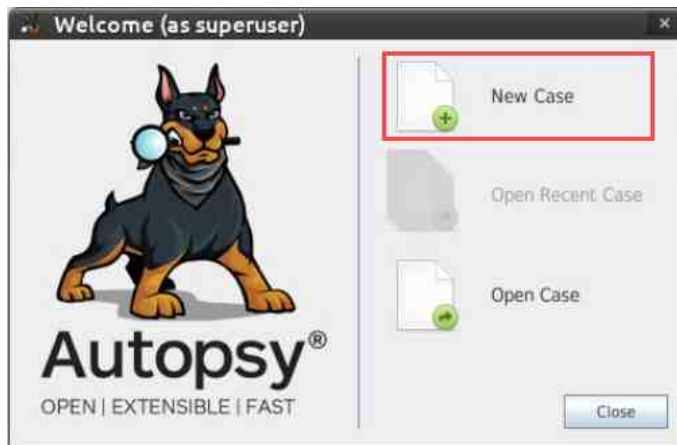 Welcome (as superuser)
New Case
Open Recent Case
Open Case
Autopsy®
OPEN | EXTENSIBLE | FAST
Close